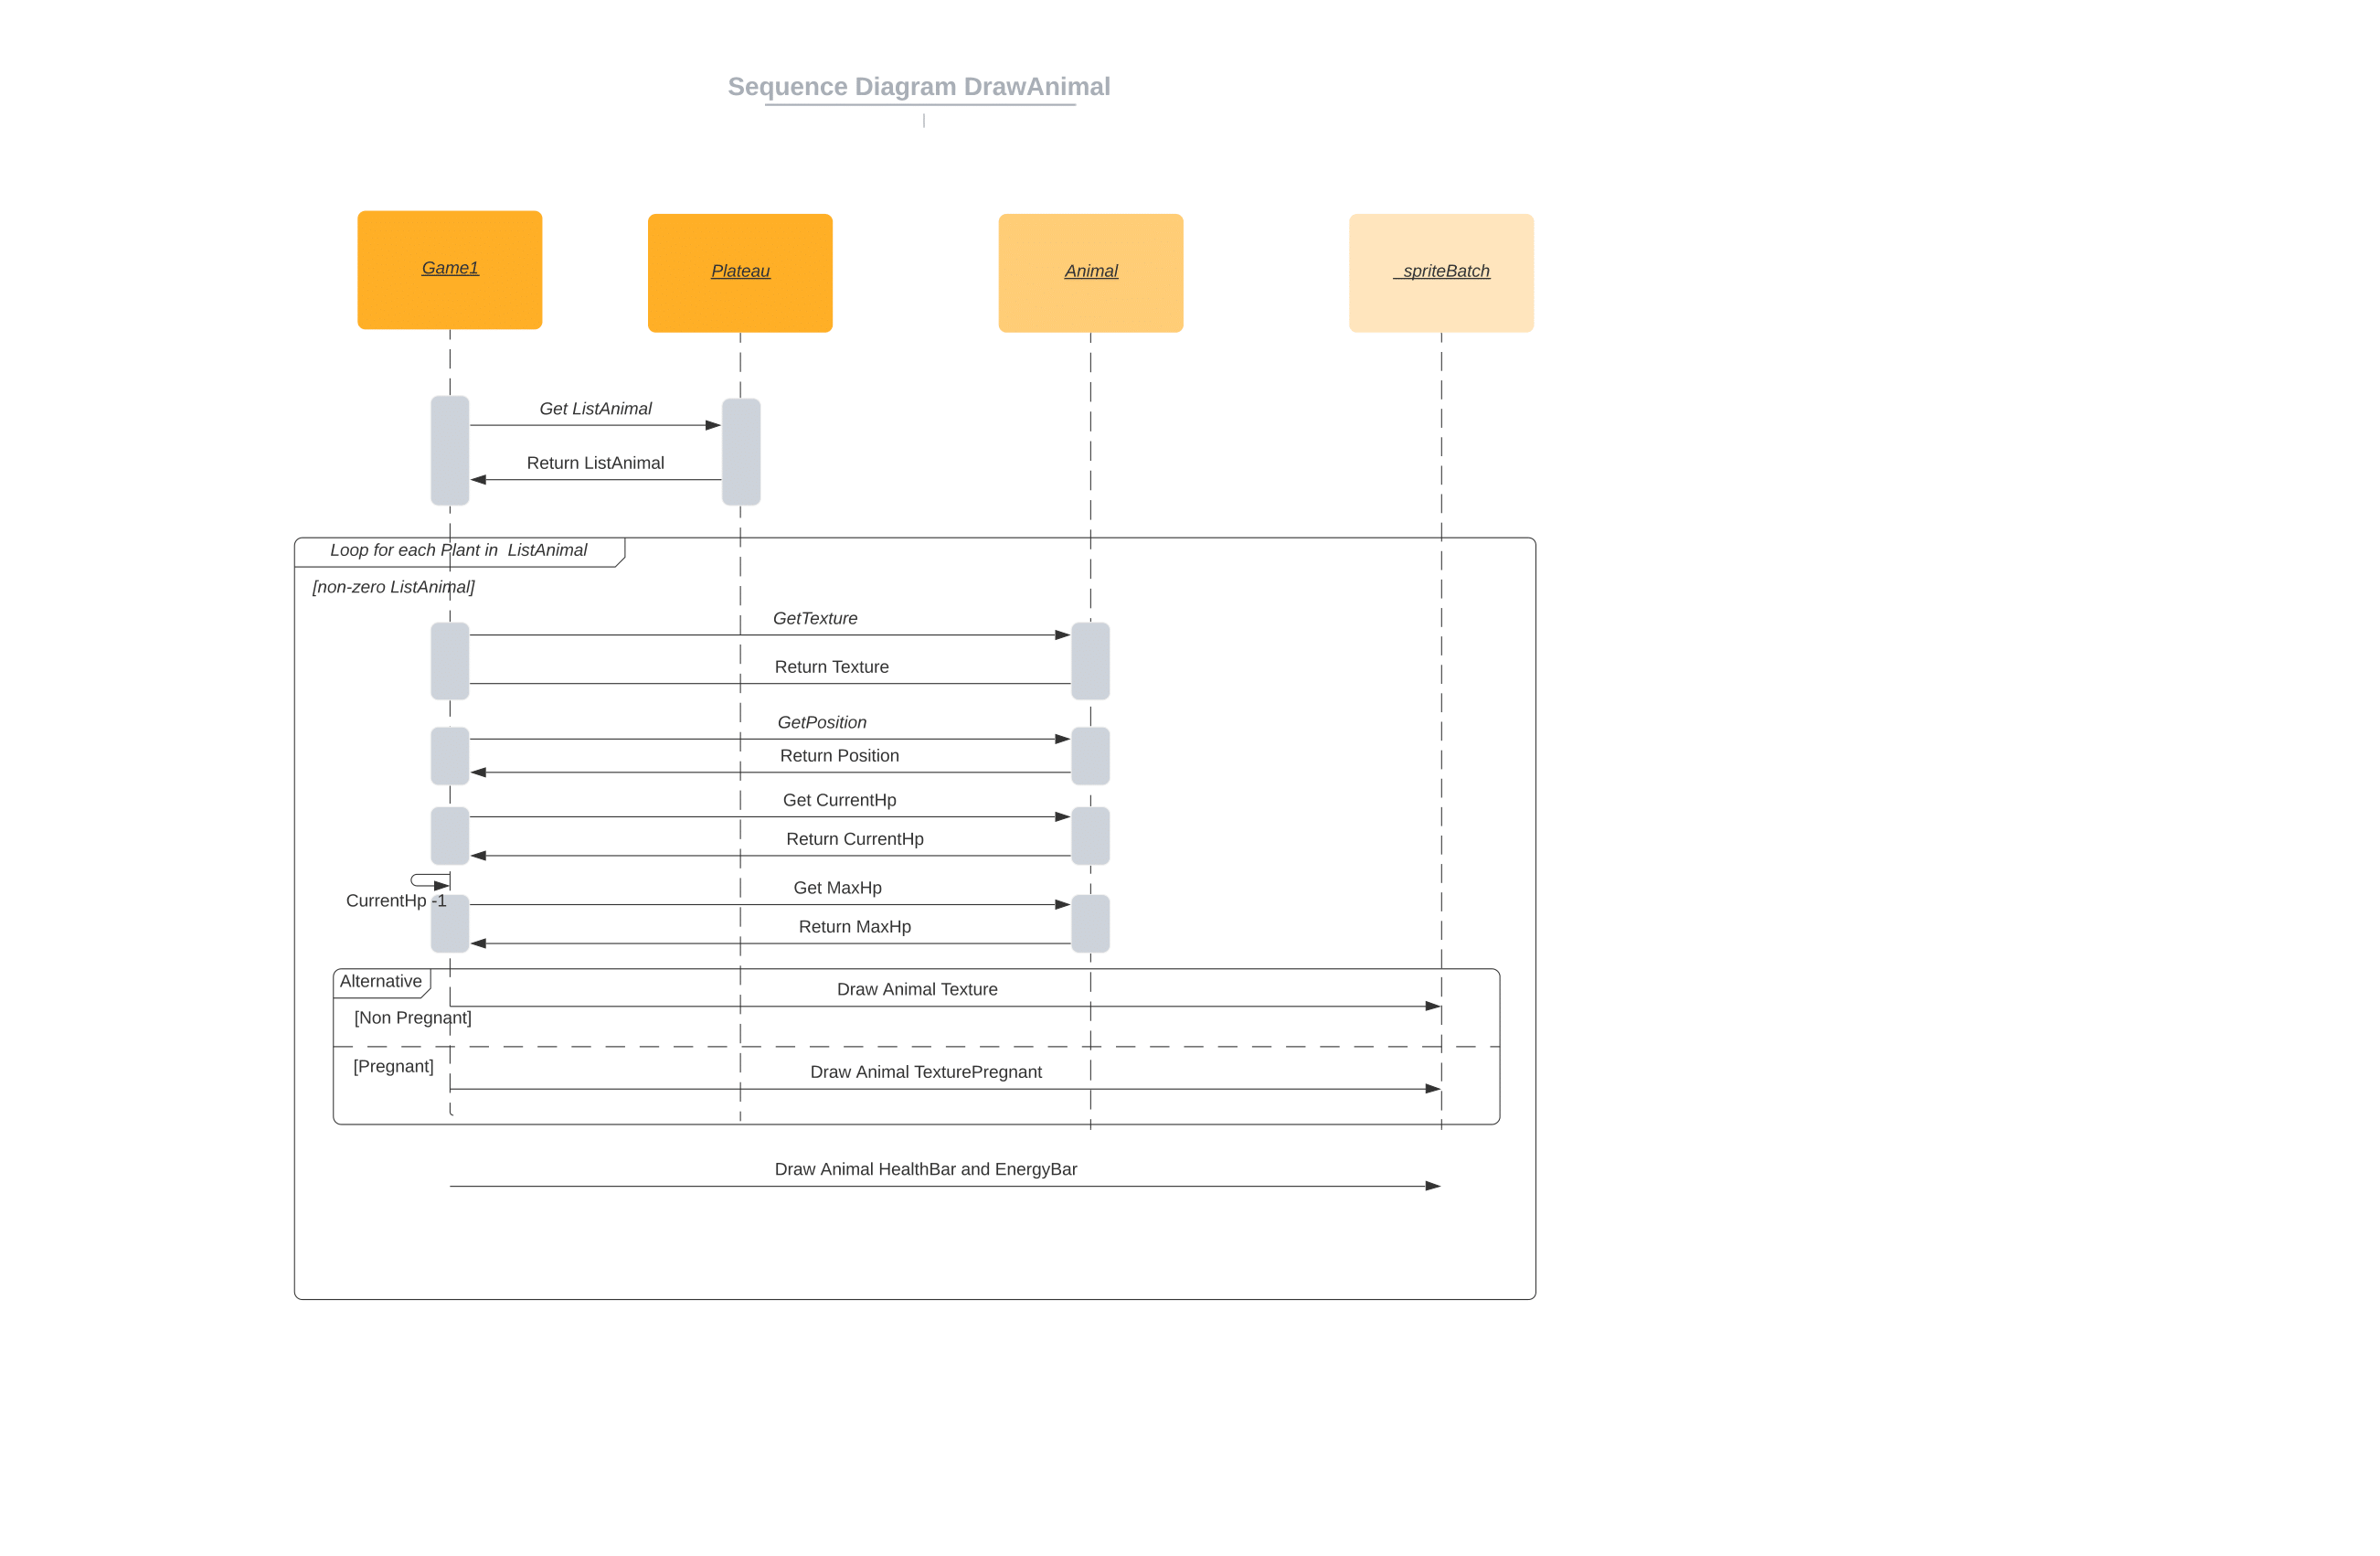 Sequence Diagram DrawAnimal
Game1
Plateau
Animal
_spriteBatch
Get ListAnimal
Return ListAnimal
Loop for each Plant in  ListAnimal
[non-zero ListAnimal]
GetTexture
Return Texture
GetPosition
Return Position
Get CurrentHp
Return CurrentHp
Get MaxHp
CurrentHp -1
Return MaxHp
Alternative
Draw Animal Texture
[Non Pregnant]
[Pregnant]
Draw Animal TexturePregnant
Draw Animal HealthBar and EnergyBar